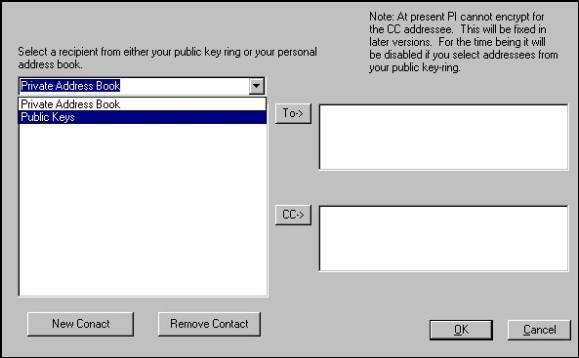 Note: At present PI cannot encrypt for
the CC addressee. This will be fixed in
later versions. For the time being it will
be disabled if you select addressees from
your public key-ring.
Select a recipient from either your public key ring or your personal
address book.
Private Address Book
Private Address Book
Public Keys
To->
CC->
New Conact
Remove Contact
OK
Cancel